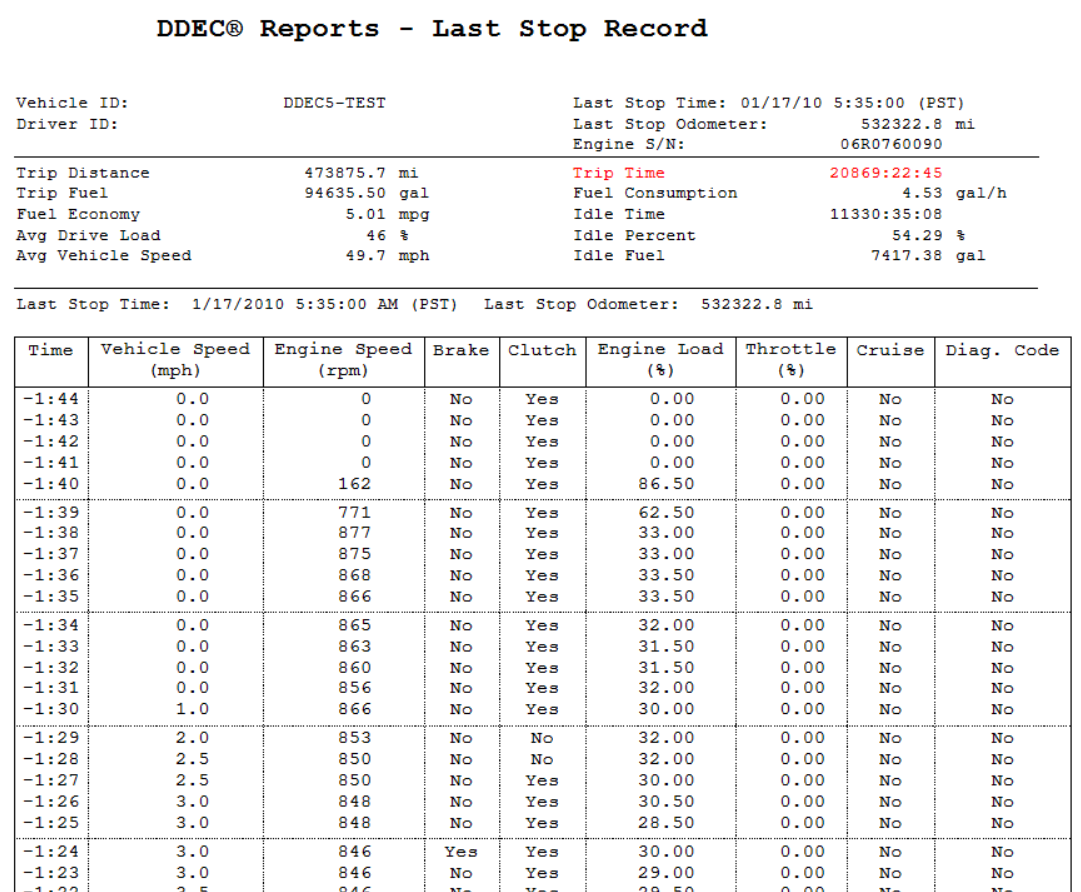 DDEC® Reports - Last Stop Record
Vehicle ID: DDEC5-TEST Last Stop Time: 01/17/10 5:35:00 (PST)
Driver ID: Last Stop Odometer: 532322.8 mi
Engine S/N: 06R0760090
Trip Distance 473875.7 mi Trip Time 20869:22:45
Trip Fuel 94635.50 gal Fuel Consumption 4.53 gal/h
Fuel Economy 5.01 mpg Idle Time 11330:35:08
Avg Drive Load 46 % Idle Percent 54.29 %
Avg Vehicle Speed 49.7 mph Idle Fuel 7417.38 gal
Last Stop Time: 1/17/2010 5:35:00 AM (PST) Last Stop Odometer: 532322.8 mi
Time Vehicle Speed Engine Speed Brake Clutch Engine Load Throttle Cruise Diag. Code
(mph) (rpm) (%) (%)
-1:44 0.0 0 No Yes 0.00 0.00 No No
-1:43 0.0 0 No Yes 0.00 0.00 No No
-1:42 0.0 0 No Yes 0.00 0.00 No No
-1:41 0.0 0 No Yes 0.00 0.00 No No
-1:40 0.0 162 No Yes 86.50 0.00 No No
-1:39 0.0 771 No Yes 62.50 0.00 No No
-1:38 0.0 877 No Yes 33.00 0.00 No No
-1:37 0.0 875 No Yes 33.00 0.00 No No
-1:36 0.0 868 No Yes 33.50 0.00 No No
-1:35 0.0 866 No Yes 33.50 0.00 No No
-1:34 0.0 865 No Yes 32.00 0.00 No No
-1:33 0.0 863 No Yes 31.50 0.00 No No
-1:32 0.0 860 No Yes 31.50 0.00 No No
-1:31 0.0 856 No Yes 32.00 0.00 No No
-1:30 1.0 866 No Yes 30.00 0.00 No No
-1:29 2.0 853 No No 32.00 0.00 No No
-1:28 2.5 850 No No 32.00 0.00 No No
-1:27 2.5 850 No Yes 30.00 0.00 No No
-1:26 3.0 848 No Yes 30.50 0.00 No No
-1:25 3.0 848 No Yes 28.50 0.00 No No
-1:24 3.0 846 Yes Yes 30.00 0.00 No No
-1:23 3.0 846 No Yes 29.00 0.00 No No